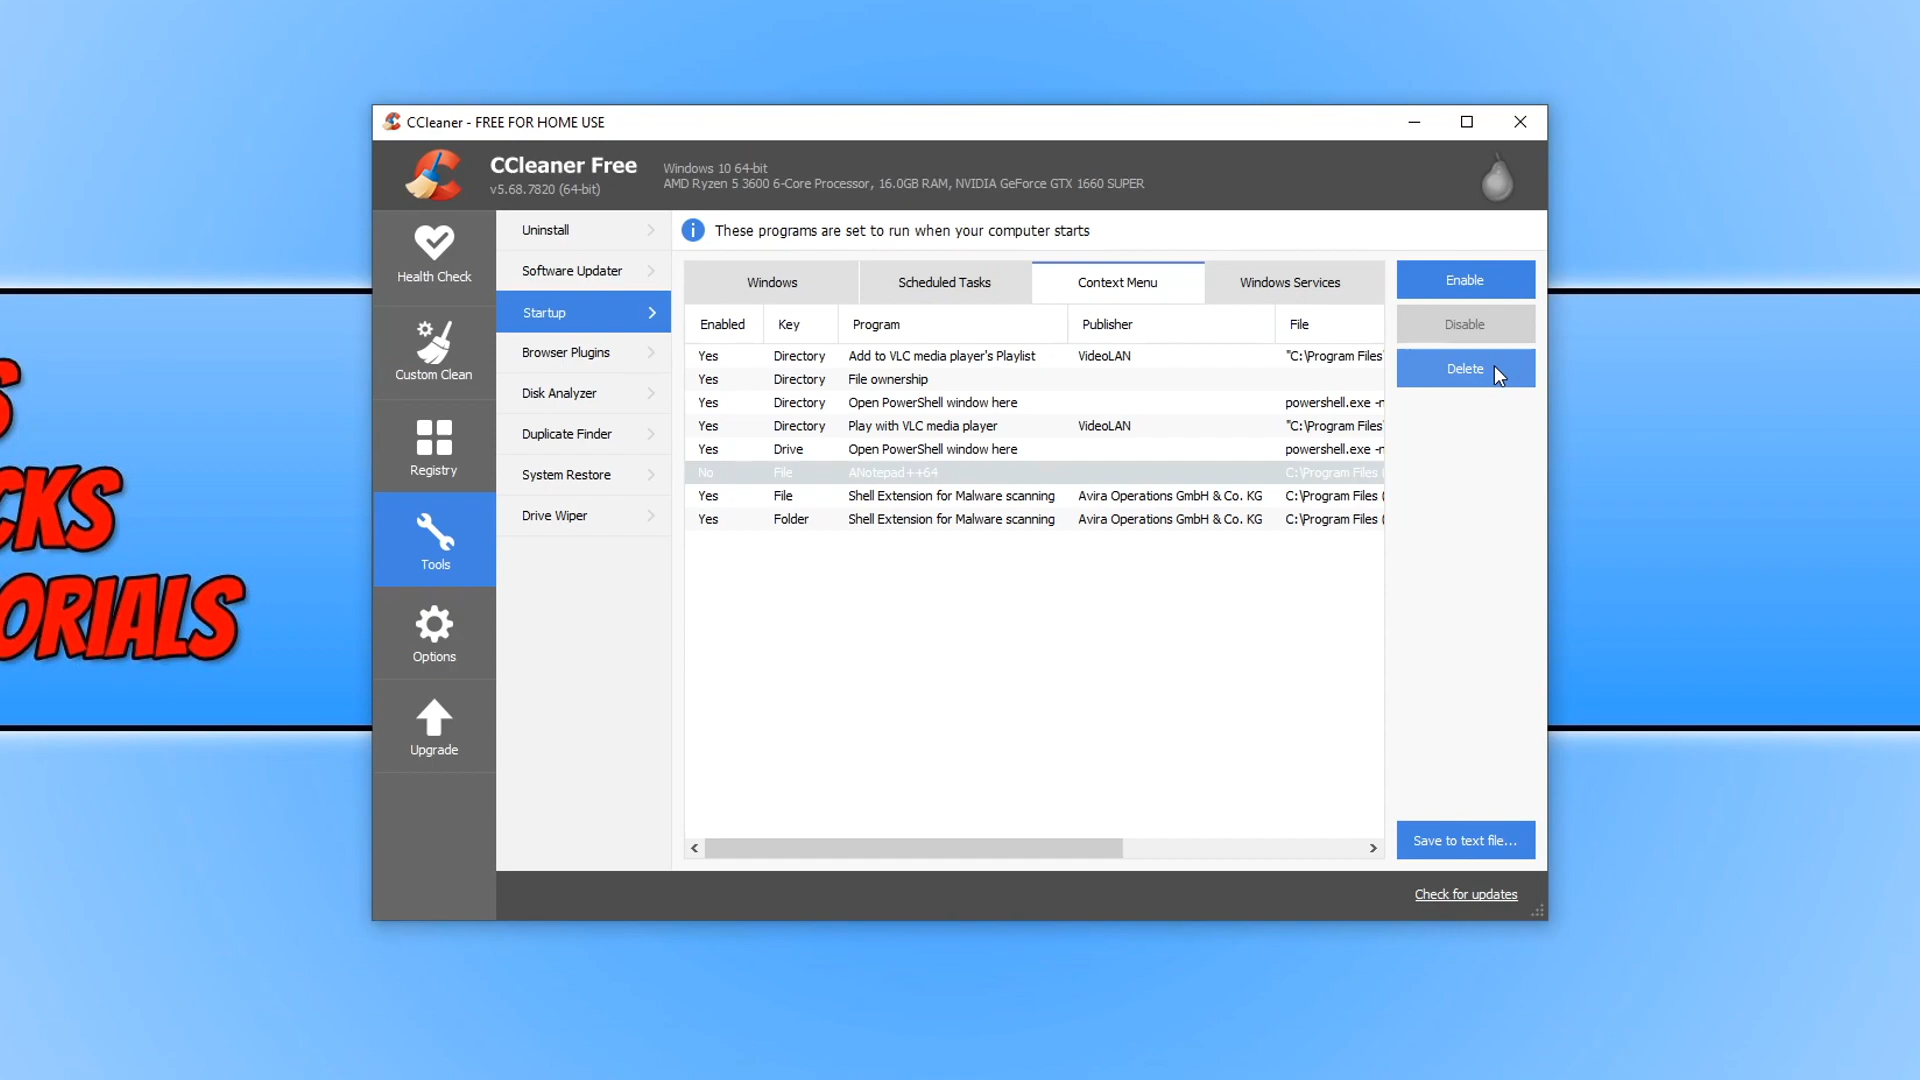 CCleaner - FREE FOR HOME USE
CCleaner Free
v5.68.7820 (64-bit)
Windows 10 64-bit
AMD Ryzen 5 3600 6-Core Processor, 16.0GB RAM, NVIDIA GeForce GTX 1660 SUPER
Health Check
Custom Clean
Registry
Tools
Options
Upgrade
Uninstall
Software Updater
Startup
Browser Plugins
Disk Analyzer
Duplicate Finder
System Restore
Drive Wiper
These programs are set to run when your computer starts
Windows Scheduled Tasks Context Menu Windows Services
Enabled Key Program Publisher File
Yes Directory Add to VLC media player's Playlist VideoLAN "C:\Program Files
Yes Directory File ownership
Yes Directory Open PowerShell window here powershell.exe -n
Yes Directory Play with VLC media player VideoLAN "C:\Program Files
Yes Drive Open PowerShell window here powershell.exe -n
No File ANotepad++64 C:\Program Files (
Yes File Shell Extension for Malware scanning Avira Operations GmbH & Co. KG C:\Program Files (
Yes Folder Shell Extension for Malware scanning Avira Operations GmbH & Co. KG C:\Program Files (
Enable
Disable
Delete
Save to text file...
Check for updates
S
CKS
ORIALS